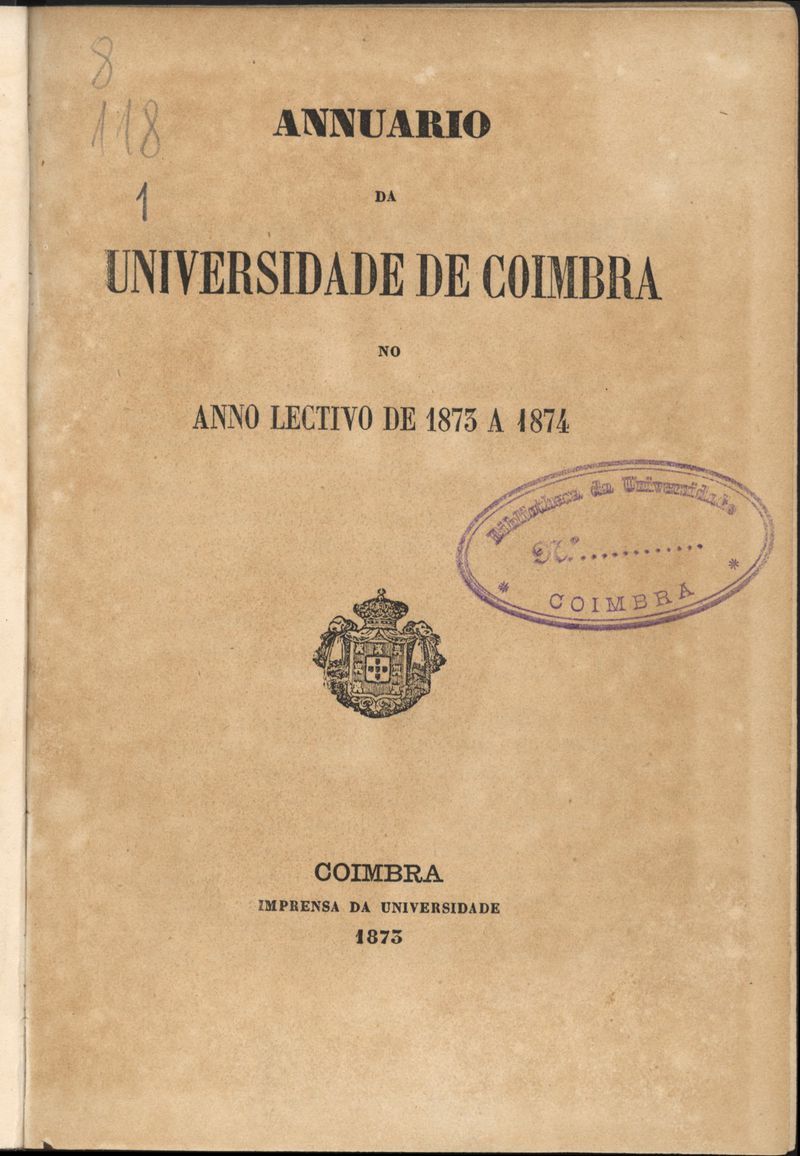 8
118
1
ANNUARIO
DA
UNIVERSIDADE DE COIMBRA
NO
ANNO LECTIVO DE 1873 A 1874
Bibliotheca da Universidade
N.º............
* COIMBRA *
COIMBRA
IMPRENSA DA UNIVERSIDADE
1873